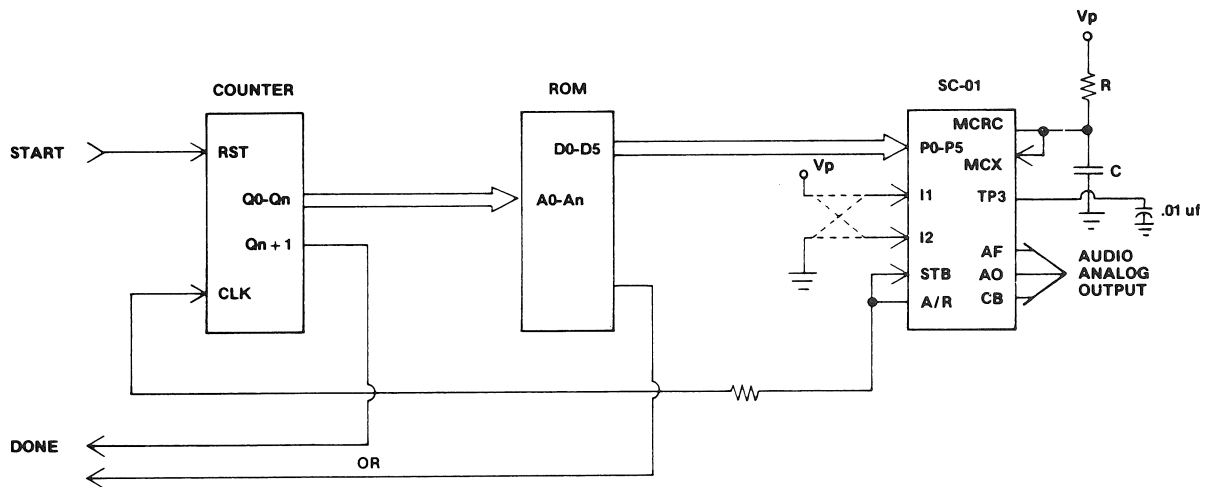 Vp
COUNTER
ROM
SC-01
R
START
RST
D0-D5
P0-P5
MCRC
MCX
Vp
C
Q0-Qn
A0-An
I1
TP3
.01 uf
Qn + 1
I2
AF
AUDIO
ANALOG
OUTPUT
CLK
STB
AO
A/R
CB
DONE
OR